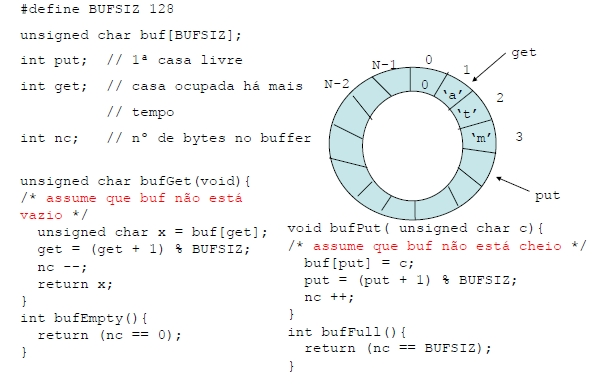 #define BUFSIZ 128
unsigned char buf[BUFSIZ];
int put;  // 1ª casa livre
int get;  // casa ocupada há mais
// tempo
int nc;   // nº de bytes no buffer
N-2
N-1
0
1
2
3
0
'a'
't'
'm'
get
put
unsigned char bufGet(void){
/* assume que buf não está
vazio */
unsigned char x = buf[get];
get = (get + 1) % BUFSIZ;
nc --;
return x;
}
int bufEmpty(){
return (nc == 0);
}
void bufPut( unsigned char c){
/* assume que buf não está cheio */
buf[put] = c;
put = (put + 1) % BUFSIZ;
nc ++;
}
int bufFull(){
return (nc == BUFSIZ);
}